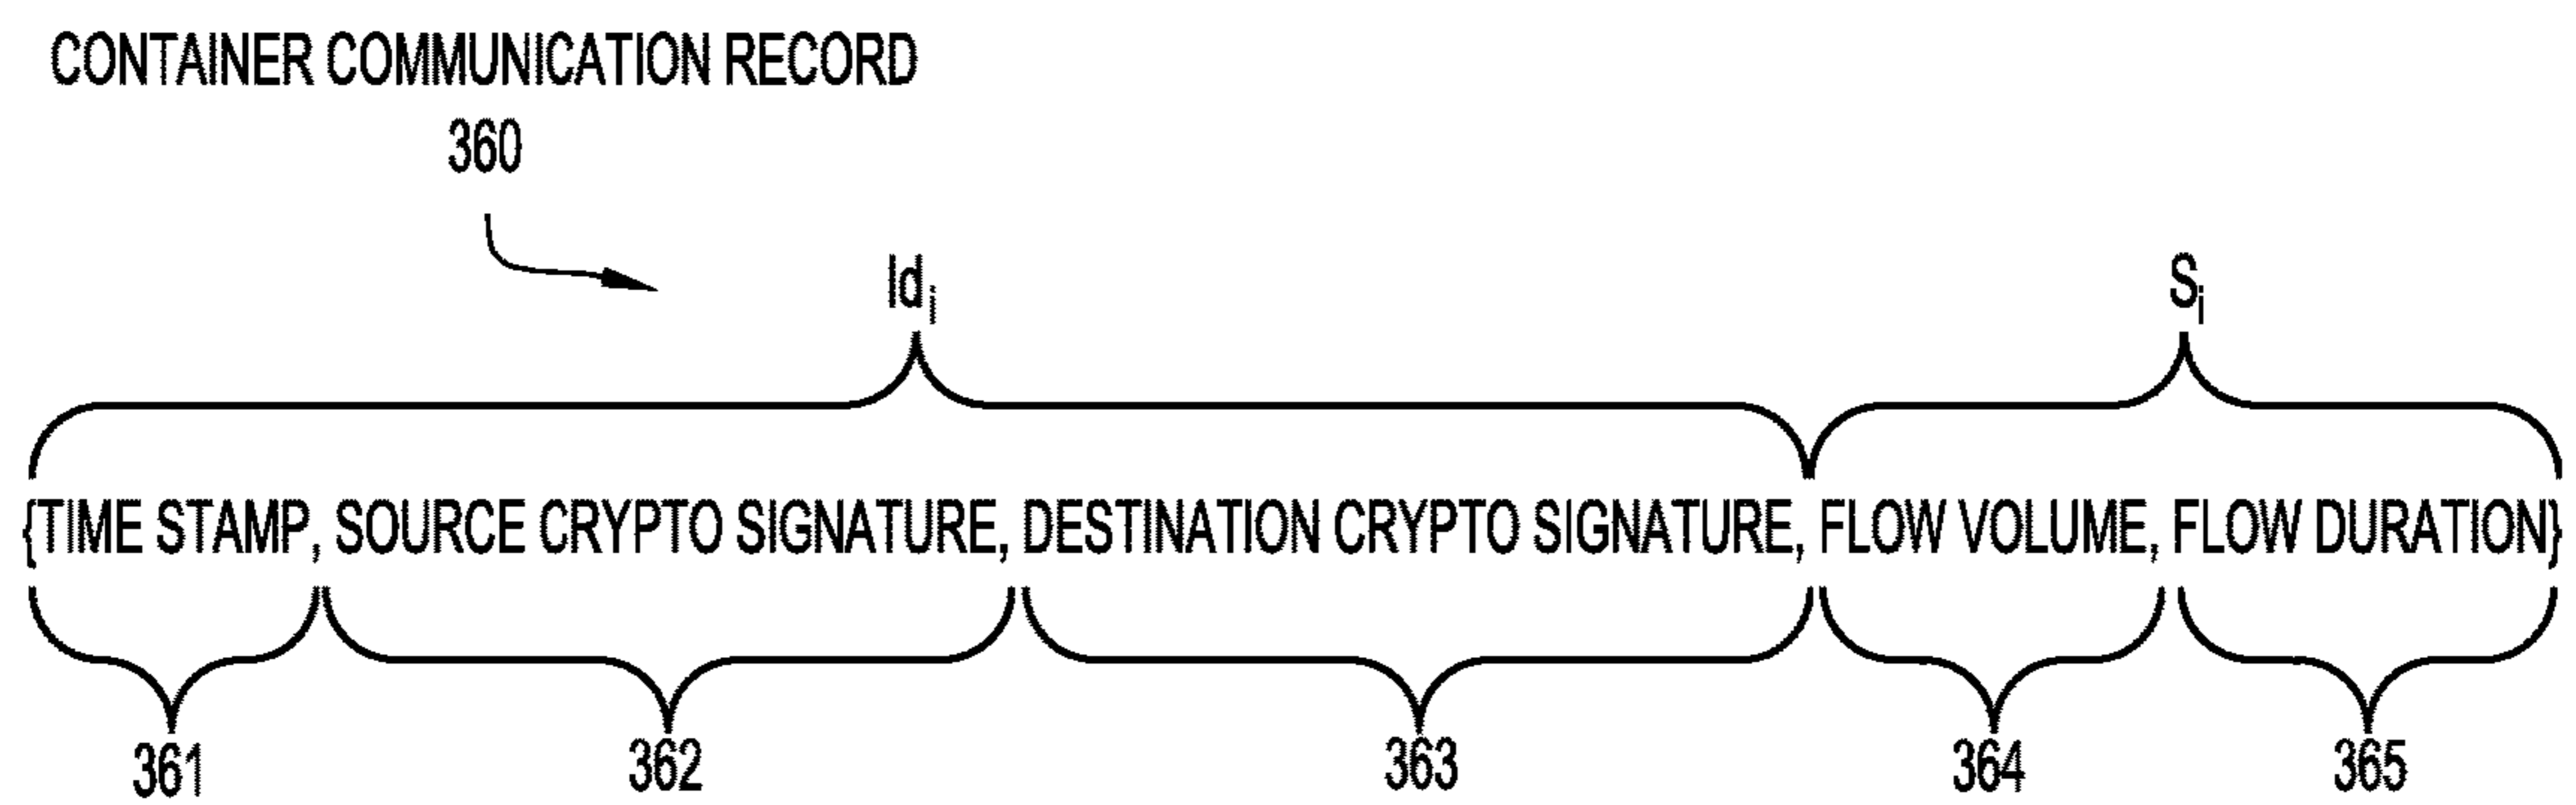 CONTAINER COMMUNICATION RECORD
360
Idi
Si
{TIME STAMP, SOURCE CRYPTO SIGNATURE, DESTINATION CRYPTO SIGNATURE, FLOW VOLUME, FLOW DURATION}
361 362 363 364 365